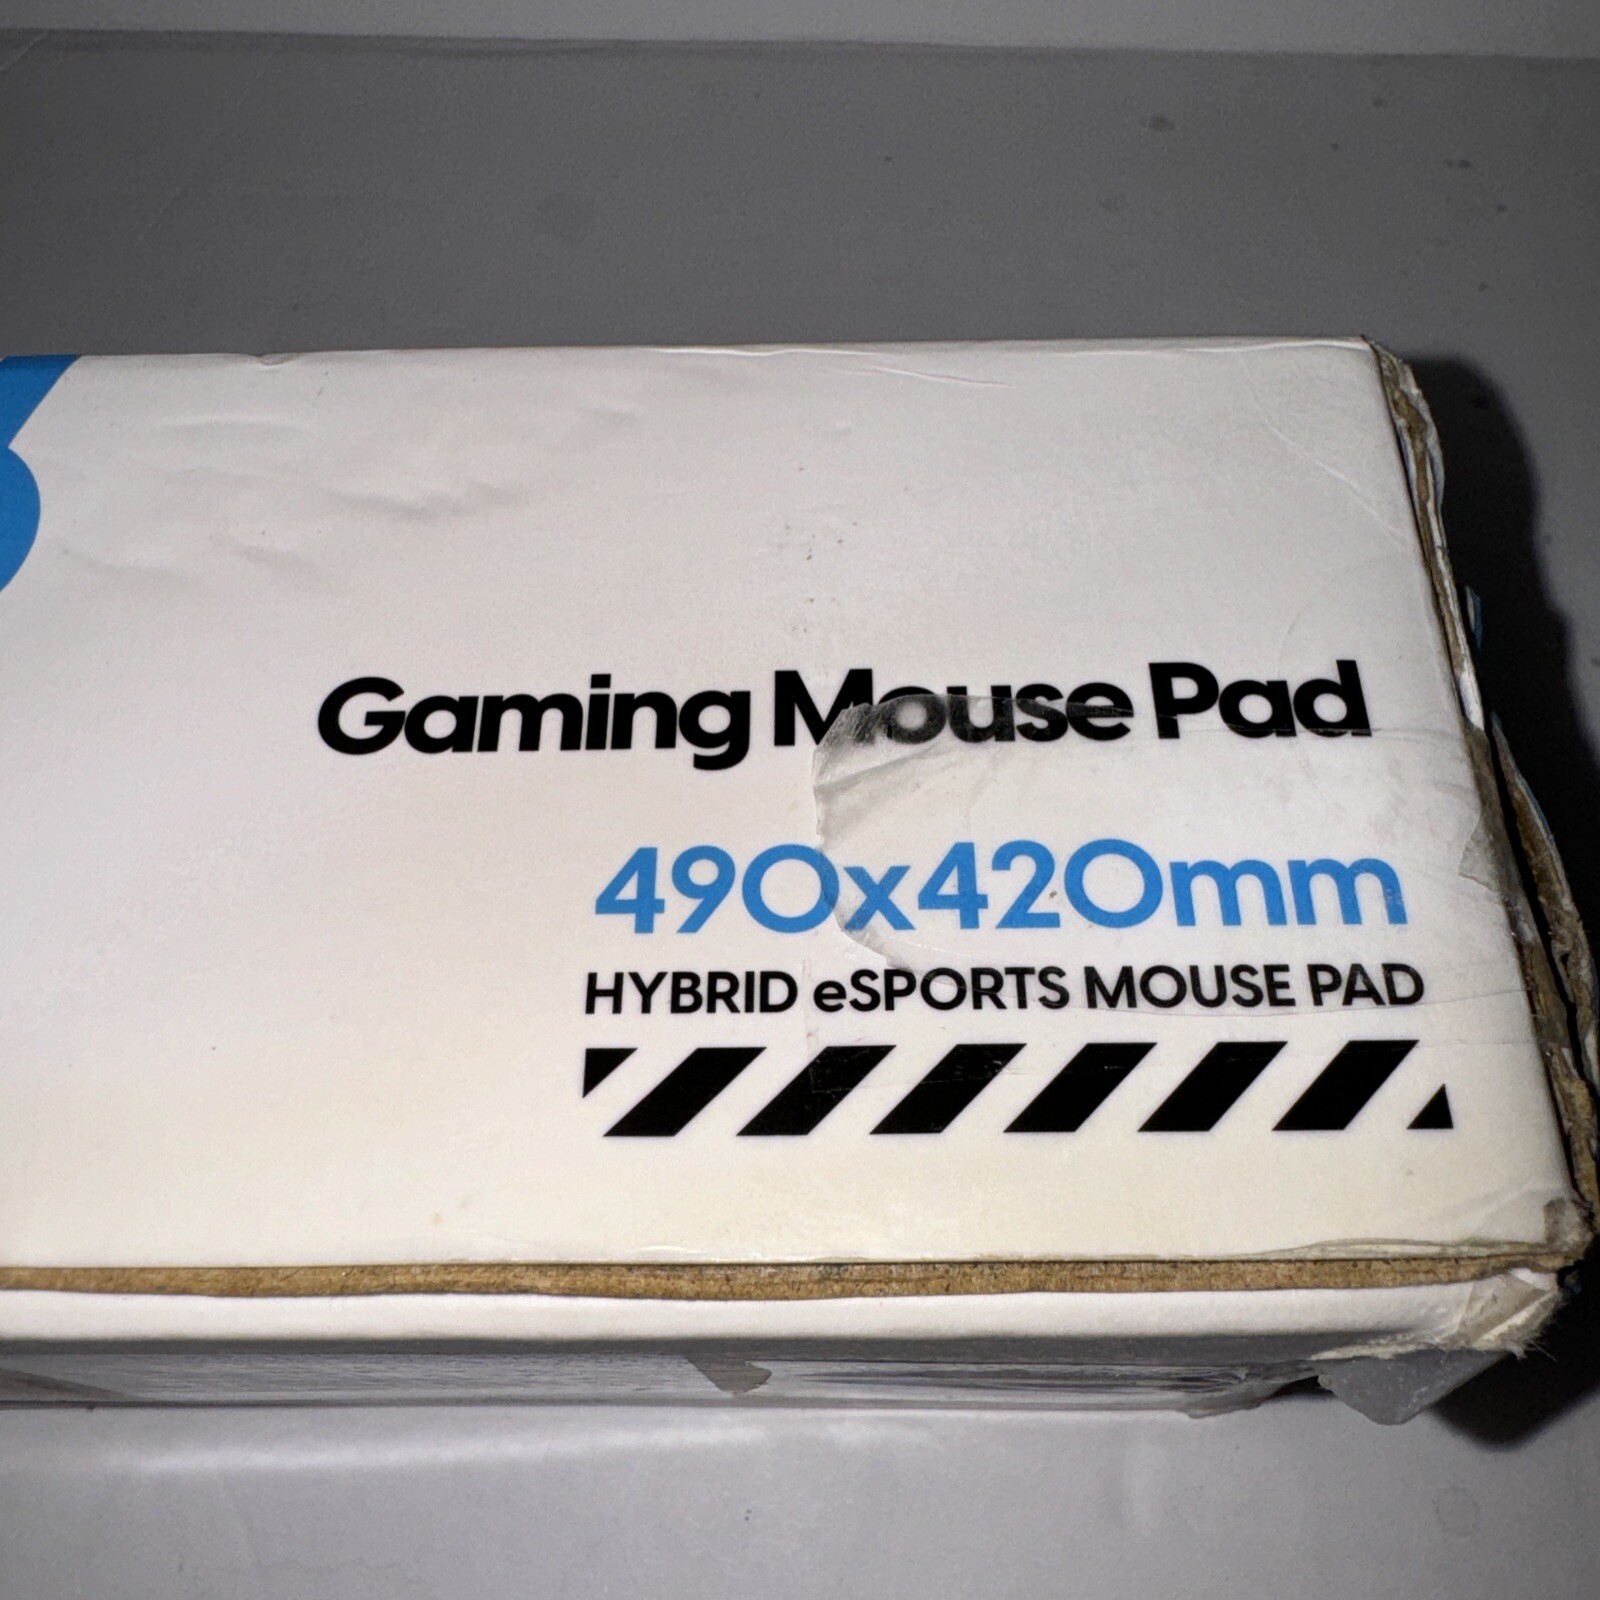 Gaming Mouse Pad
490x420mm
HYBRID eSPORTS MOUSE PAD